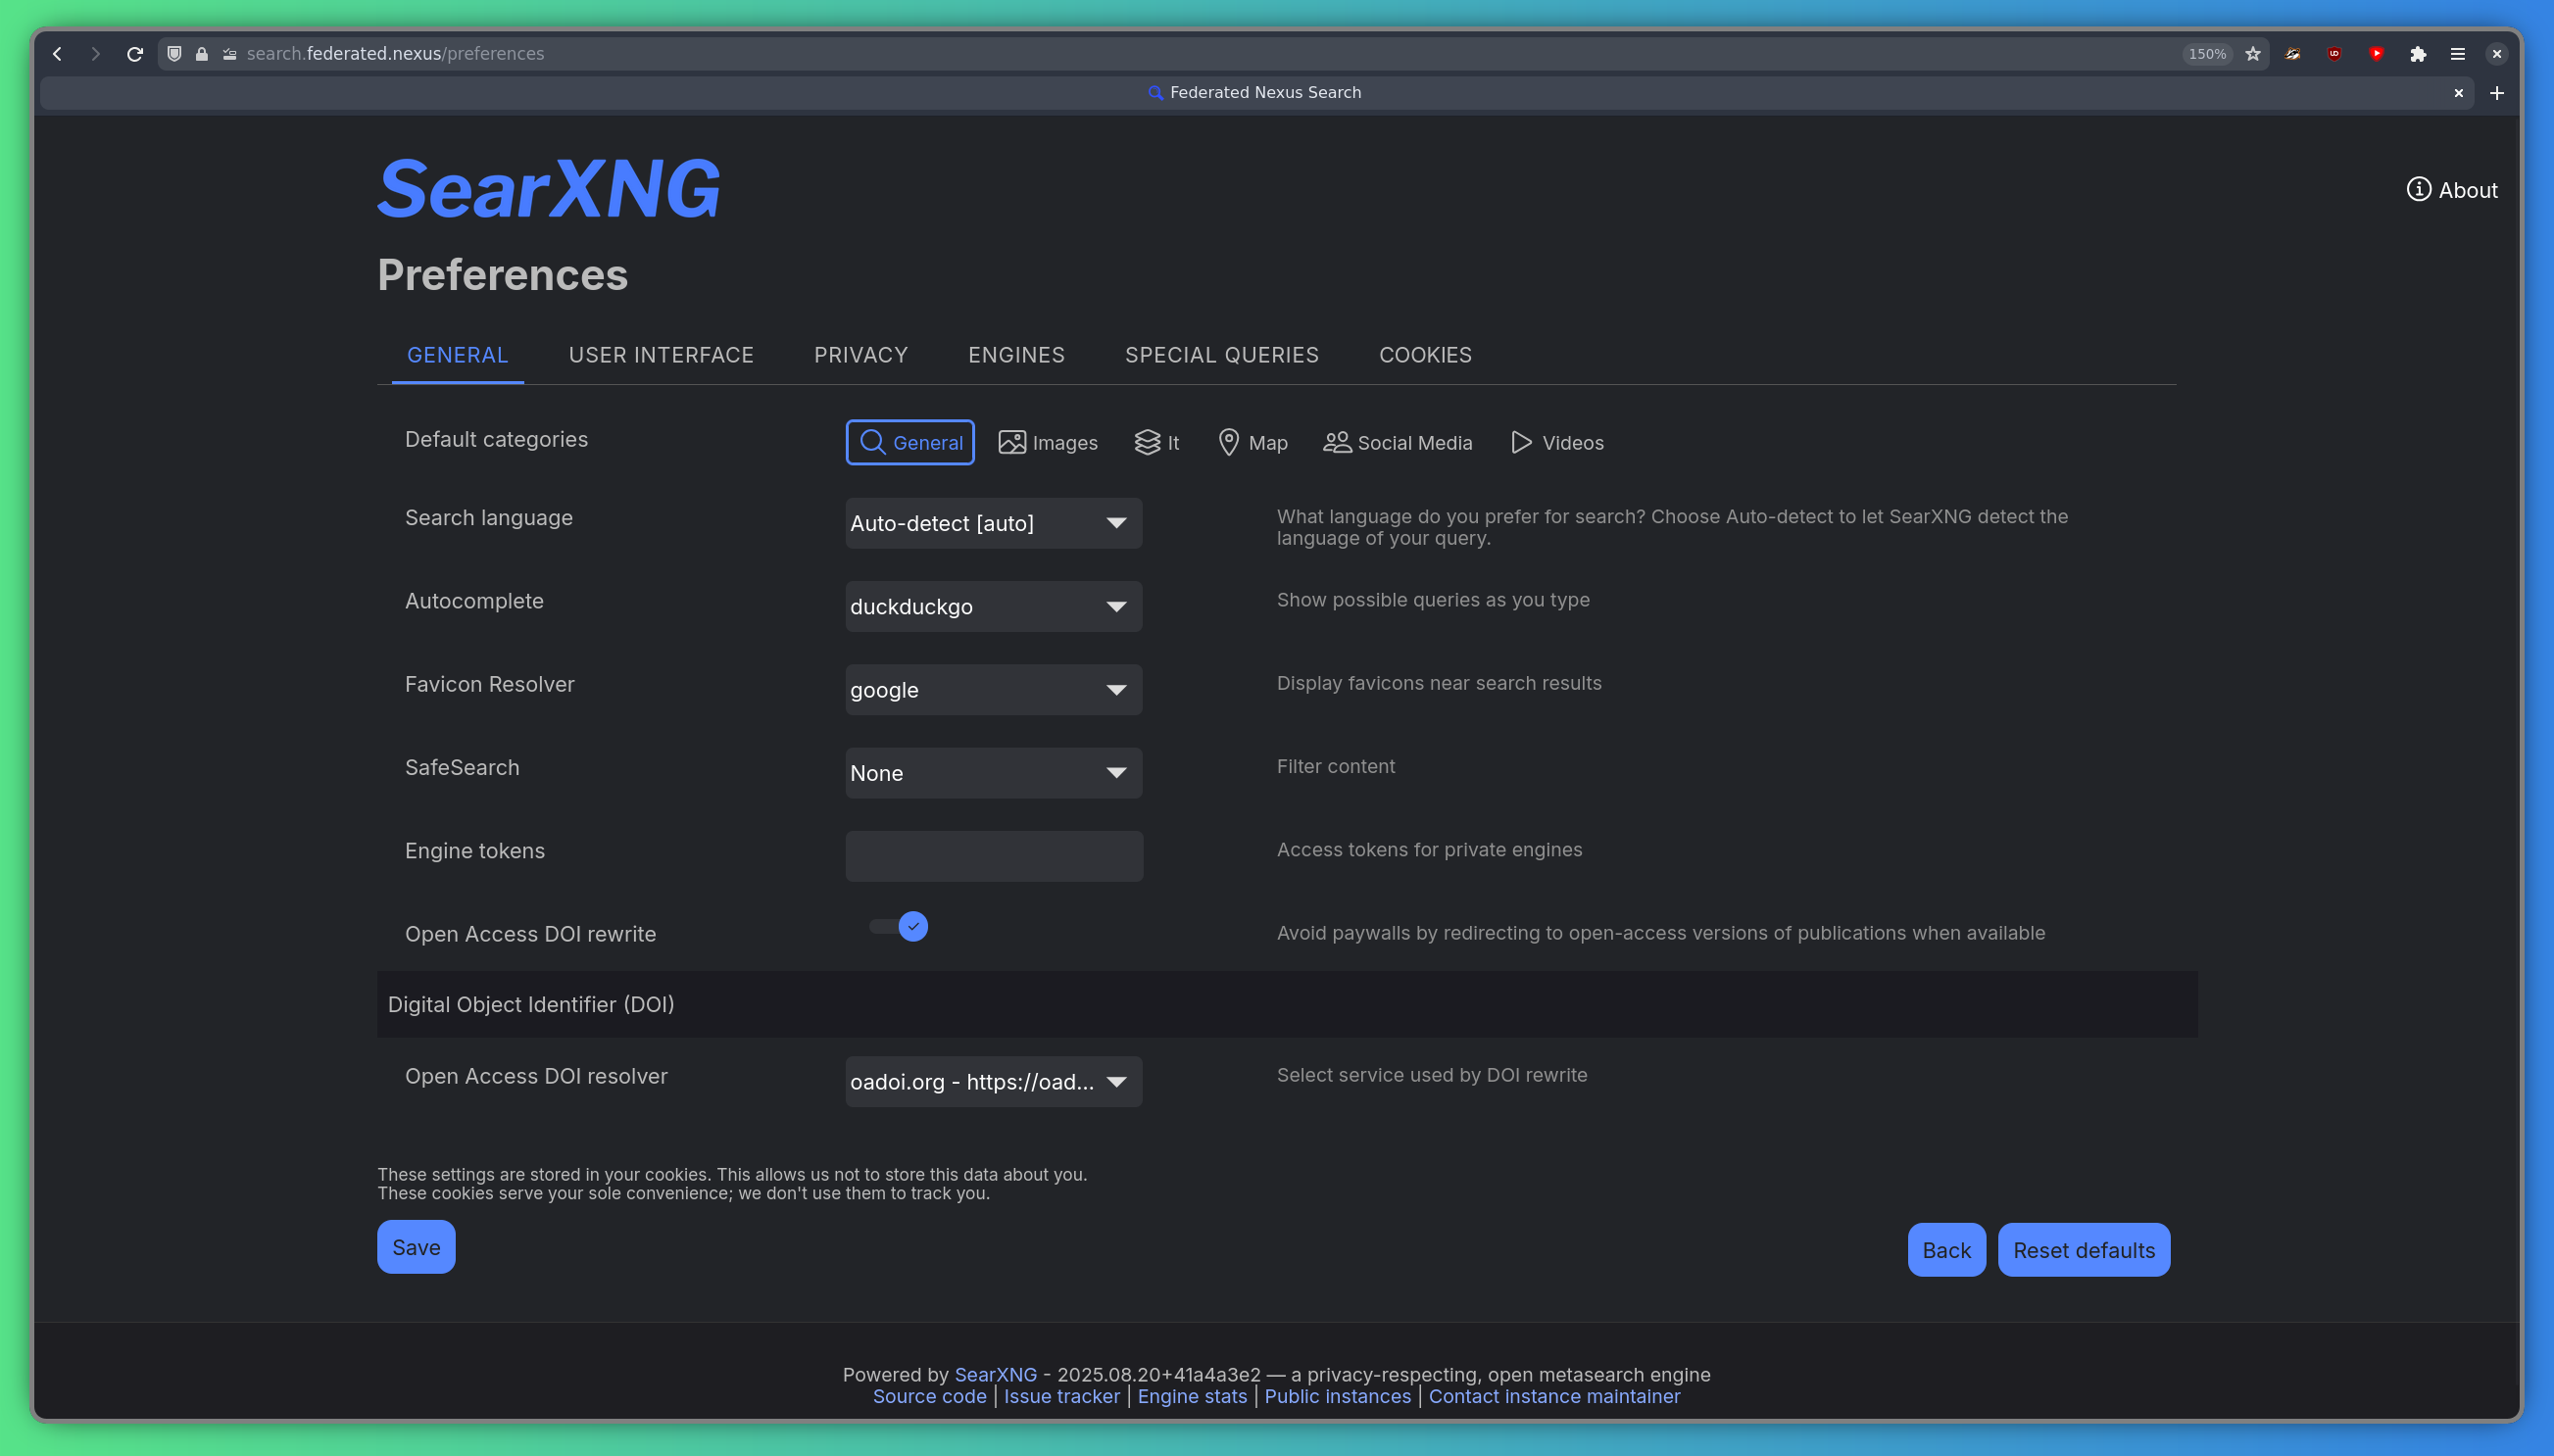 search.federated.nexus/preferences
150%
Federated Nexus Search
SearXNG
About
Preferences
GENERAL USER INTERFACE PRIVACY ENGINES SPECIAL QUERIES COOKIES
Default categories General Images It Map Social Media Videos
Search language Auto-detect [auto] What language do you prefer for search? Choose Auto-detect to let SearXNG detect the
language of your query.
Autocomplete duckduckgo Show possible queries as you type
Favicon Resolver google Display favicons near search results
SafeSearch None Filter content
Engine tokens Access tokens for private engines
Open Access DOI rewrite Avoid paywalls by redirecting to open-access versions of publications when available
Digital Object Identifier (DOI)
Open Access DOI resolver oadoi.org - https://oad... Select service used by DOI rewrite
These settings are stored in your cookies. This allows us not to store this data about you.
These cookies serve your sole convenience; we don't use them to track you.
Save Back Reset defaults
Powered by SearXNG - 2025.08.20+41a4a3e2 — a privacy-respecting, open metasearch engine
Source code | Issue tracker | Engine stats | Public instances | Contact instance maintainer